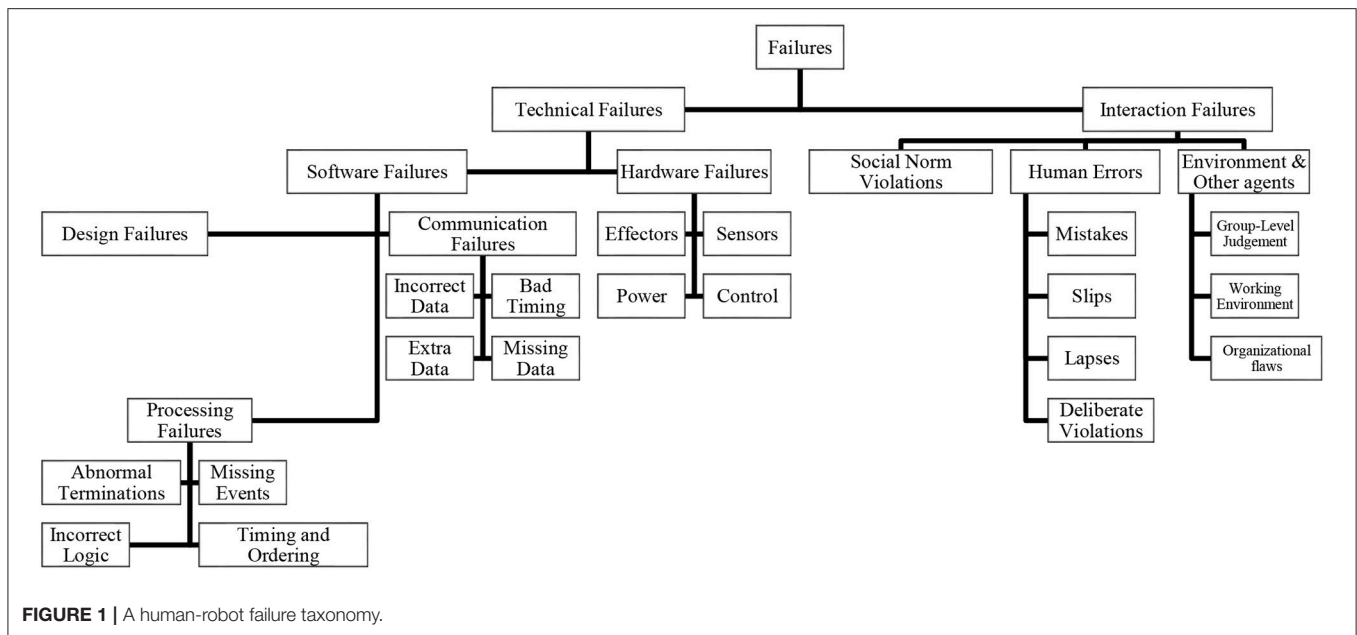 Failures
Technical Failures
Interaction Failures
Software Failures
Hardware Failures
Social Norm
Violations
Human Errors
Environment &
Other agents
Design Failures
Communication
Failures
Effectors
Sensors
Mistakes
Group-Level
Judgement
Incorrect
Data
Bad
Timing
Power
Control
Slips
Working
Environment
Extra
Data
Missing
Data
Lapses
Organizational
flaws
Processing
Failures
Deliberate
Violations
Abnormal
Terminations
Missing
Events
Incorrect
Logic
Timing and
Ordering
FIGURE 1 | A human-robot failure taxonomy.